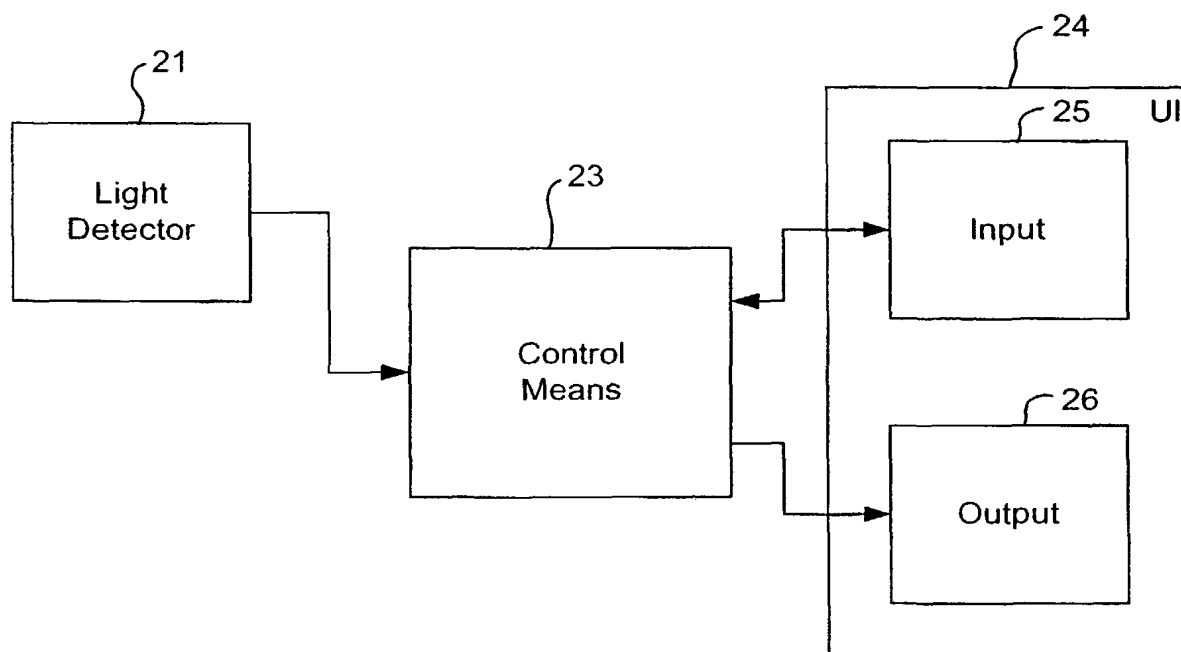 21
Light
Detector
23
Control
Means
24
UI
25
Input
26
Output